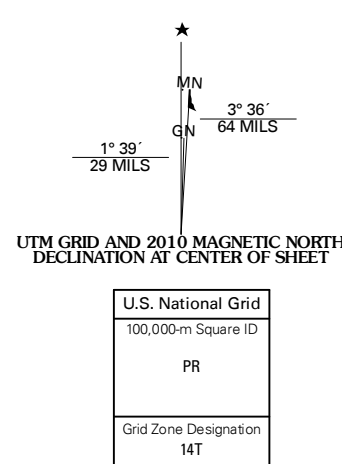 MN
3° 36´
64 MILS
GN
1° 39´
29 MILS
UTM GRID AND 2010 MAGNETIC NORTH
DECLINATION AT CENTER OF SHEET
U.S. National Grid
100,000-m Square ID
PR
Grid Zone Designation
14T